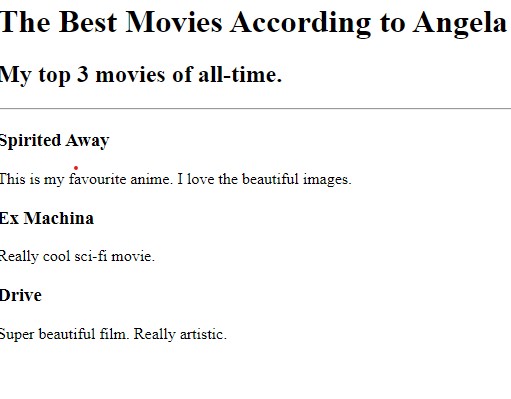 The Best Movies According to Angela
My top 3 movies of all-time.
Spirited Away
This is my favourite anime. I love the beautiful images.
Ex Machina
Really cool sci-fi movie.
Drive
Super beautiful film. Really artistic.